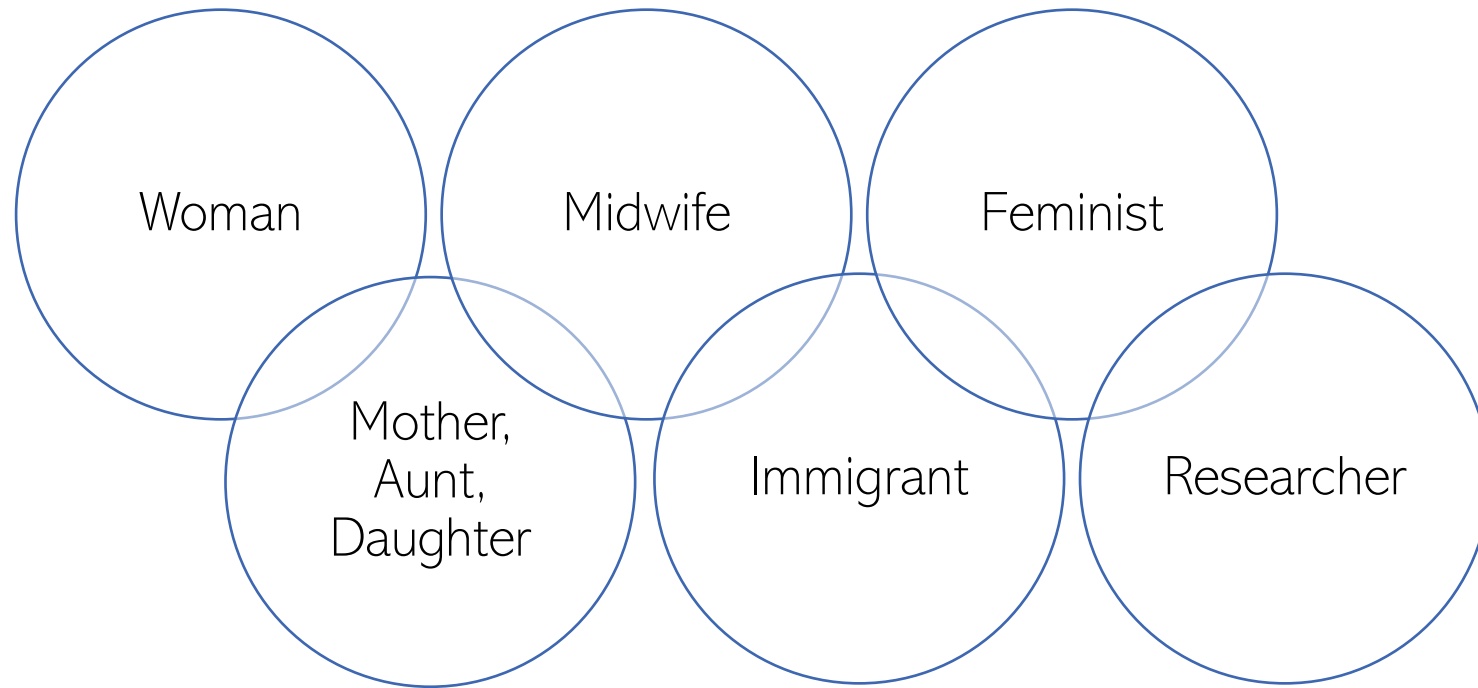 Woman
Midwife
Feminist
Mother,
Aunt,
Daughter
Immigrant
Researcher